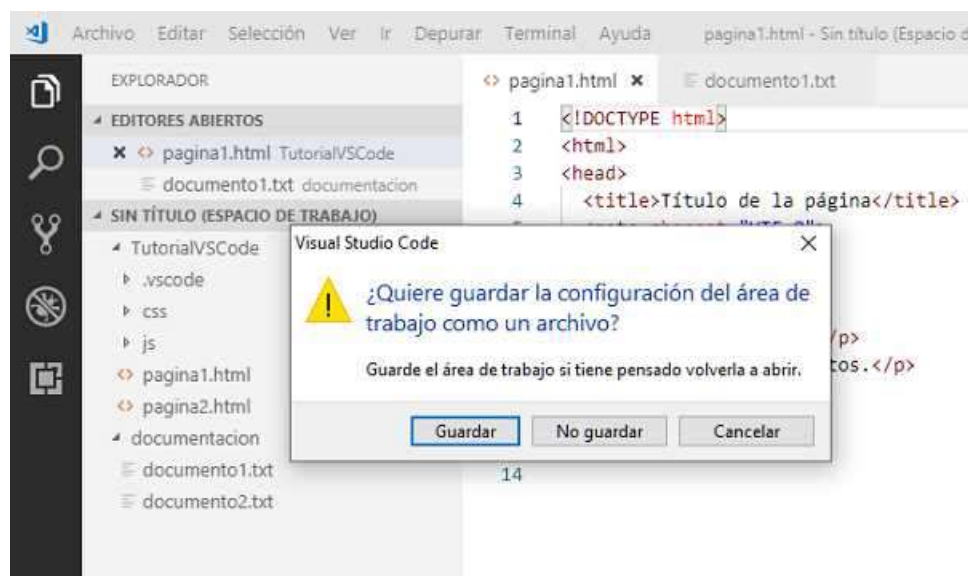 Archivo Editar Selección Ver Ir Depurar Terminal Ayuda pagina1.html - Sin título (Espacio d
EXPLORADOR
EDITORES ABIERTOS
pagina1.html TutorialVSCode
documento1.txt documentacion
SIN TÍTULO (ESPACIO DE TRABAJO)
TutorialVSCode
.vscode
css
js
pagina1.html
pagina2.html
documentacion
documento1.txt
documento2.txt
pagina1.html documento1.txt
1 <!DOCTYPE html>
2 <html>
3 <head>
4 <title>Título de la página</title>
/p>
tos.</p>
14
Visual Studio Code
¿Quiere guardar la configuración del área de
trabajo como un archivo?
Guarde el área de trabajo si tiene pensado volverla a abrir.
Guardar No guardar Cancelar